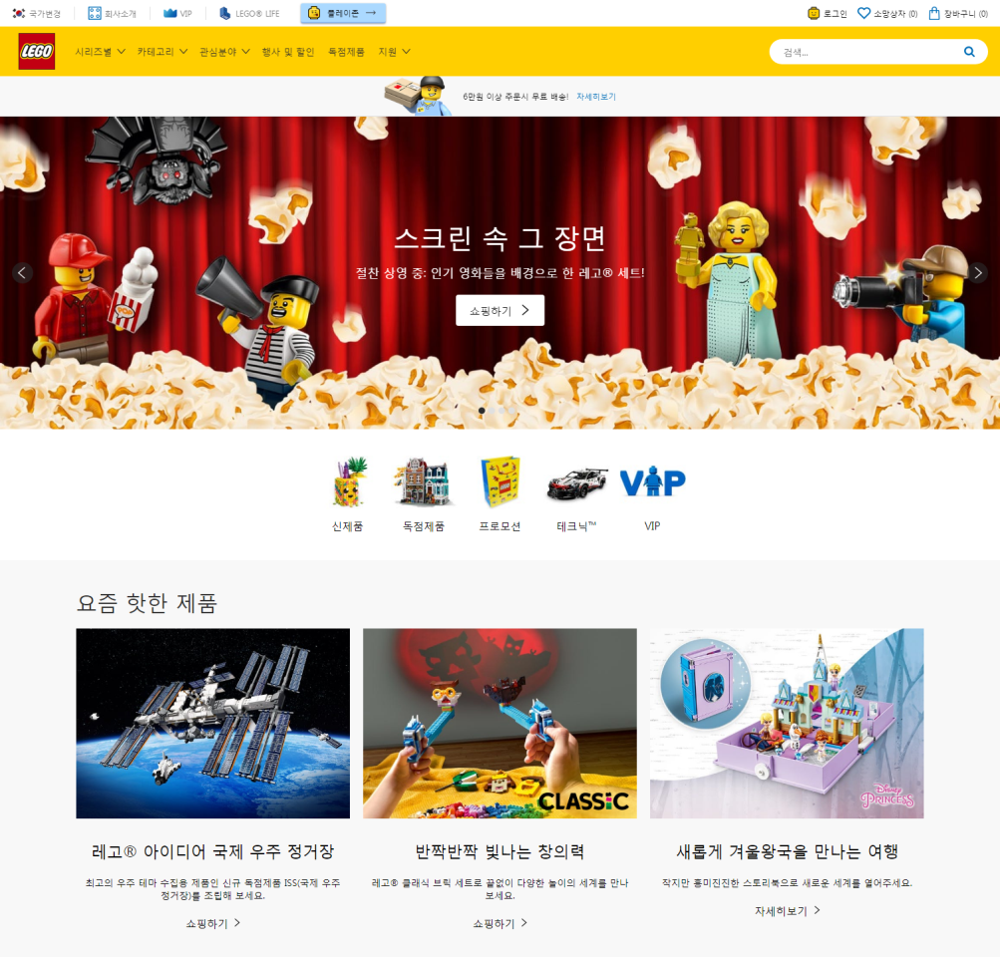 국가변경
회사소개
VIP
LEGO® LIFE
플레이존 →
로그인
소망상자 (0)
장바구니 (0)
LEGO
시리즈별
카테고리
관심분야
행사 및 할인
독점제품
지원
검색...
6만원 이상 주문시 무료 배송! 자세히보기
스크린 속 그 장면
절찬 상영 중: 인기 영화들을 배경으로 한 레고® 세트!
쇼핑하기
POP
VIP
신제품
독점제품
프로모션
테크닉™
VIP
요즘 핫한 제품
CLASSIC
Disney
PRINCESS
레고® 아이디어 국제 우주 정거장
최고의 우주 테마 수집용 제품인 신규 독점제품 ISS(국제 우주
정거장)를 조립해 보세요.
쇼핑하기
반짝반짝 빛나는 창의력
레고® 클래식 브릭 세트로 끝없이 다양한 놀이의 세계를 만나
보세요.
쇼핑하기
새롭게 겨울왕국을 만나는 여행
작지만 흥미진진한 스토리북으로 새로운 세계를 열어주세요.
자세히보기